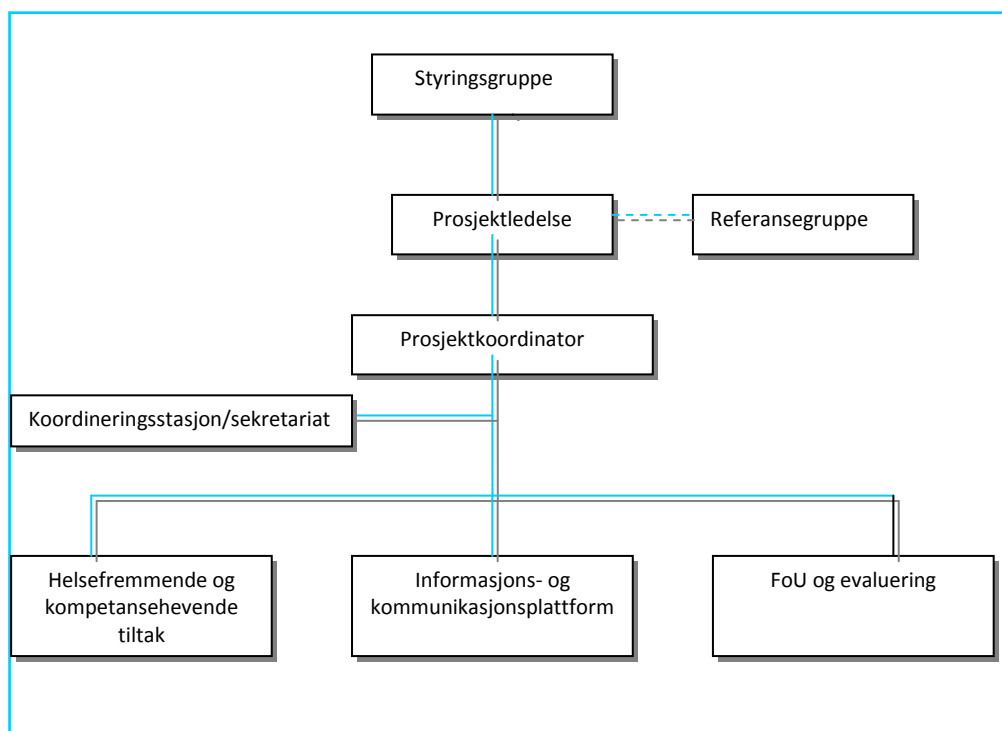 Styringsgruppe
Prosjektledelse
Referansegruppe
Prosjektkoordinator
Koordineringsstasjon/sekretariat
Helsefremmende og
kompetansehevende
tiltak
Informasjons- og
kommunikasjonsplattform
FoU og evaluering